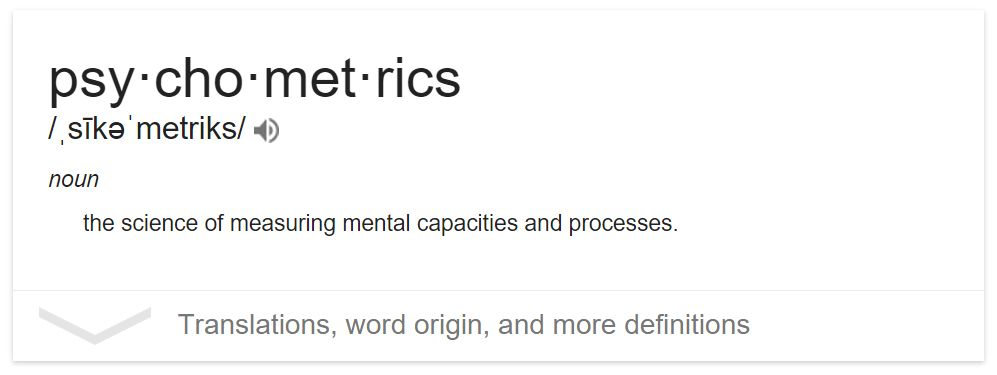 psy·cho·met·rics
/ˌsīkəˈmetriks/
noun
the science of measuring mental capacities and processes.
Translations, word origin, and more definitions